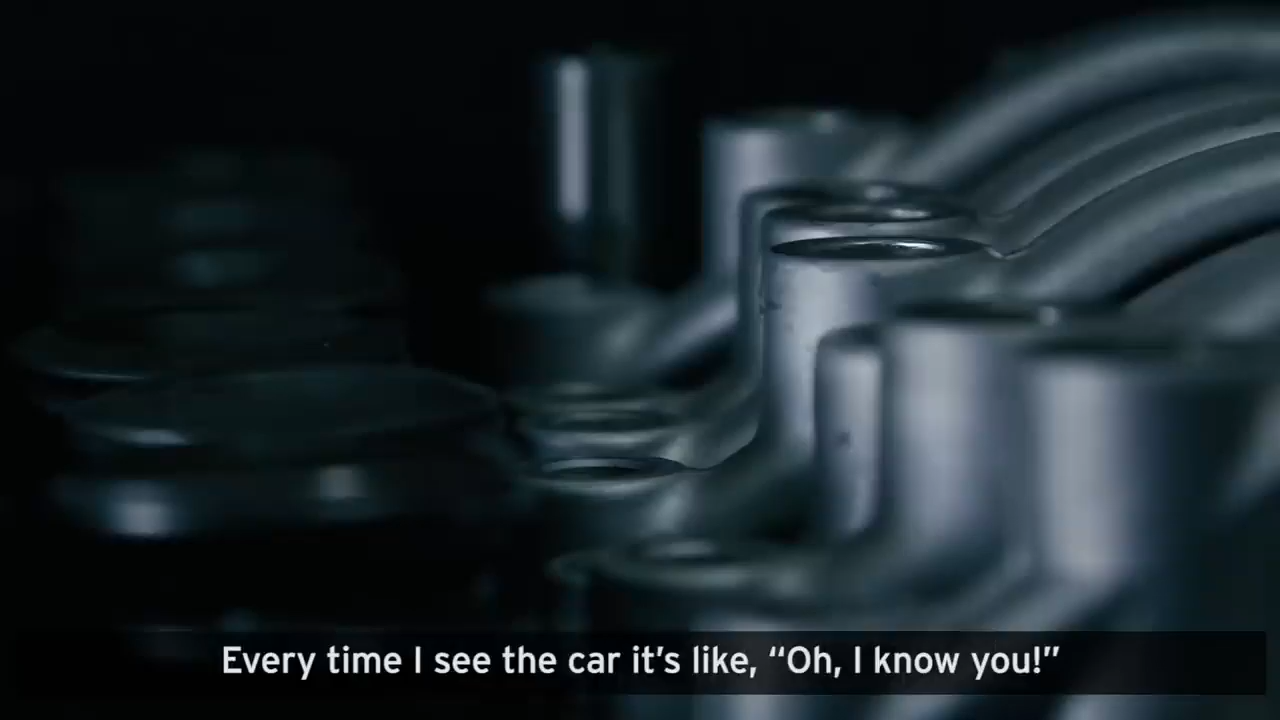 Every time I see the car it’s like, “Oh, I know you!”